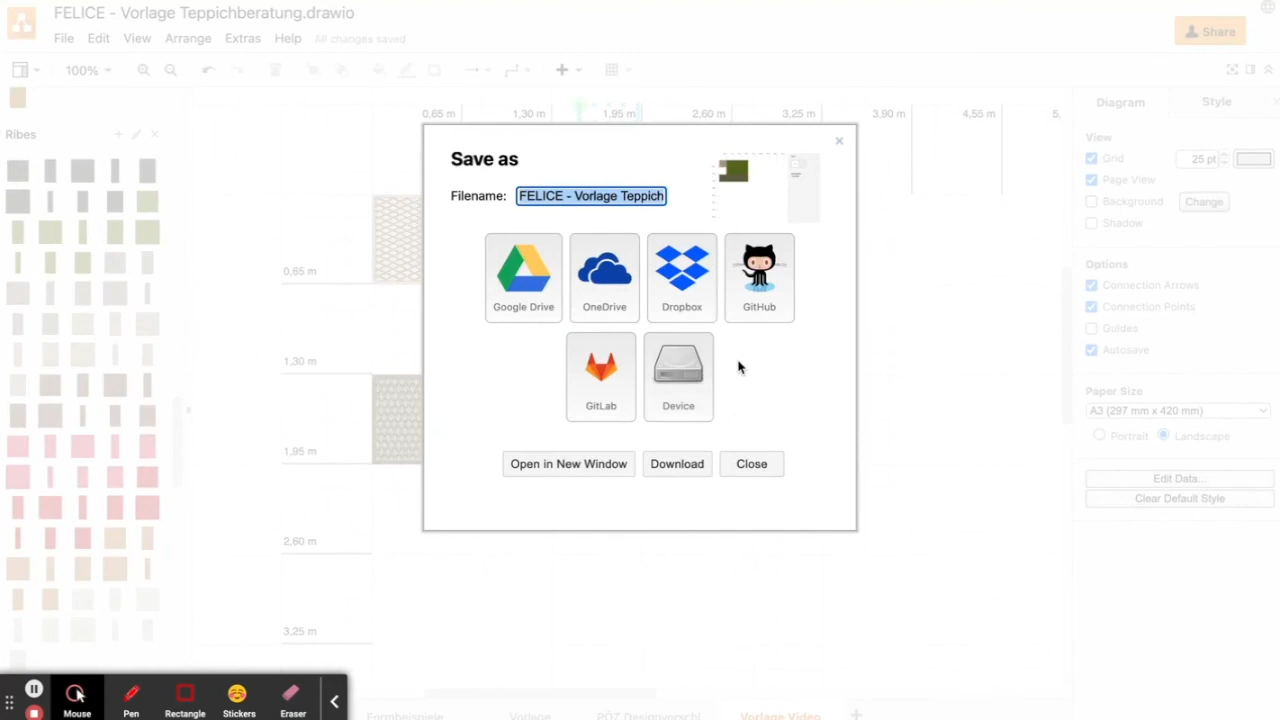 FELICE - Vorlage Teppichberatung.drawio
File Edit View Arrange Extras Help All changes saved
Share
100%
Ribes
0,65 m 1,30 m 1,95 m 2,60 m 3,25 m 3,90 m 4,55 m 5,
0,65 m
1,30 m
1,95 m
2,60 m
3,25 m
Save as
Filename: FELICE - Vorlage Teppich
Google Drive OneDrive Dropbox GitHub
GitLab Device
Open in New Window Download Close
Diagram Style
View
Grid 25 pt
Page View
Background Change
Shadow
Options
Connection Arrows
Connection Points
Guides
Autosave
Paper Size
A3 (297 mm x 420 mm)
Portrait Landscape
Edit Data...
Clear Default Style
Formbeispiele Vorlage PÖZ Designvorschl Vorlage Video
Mouse Pen Rectangle Stickers Eraser